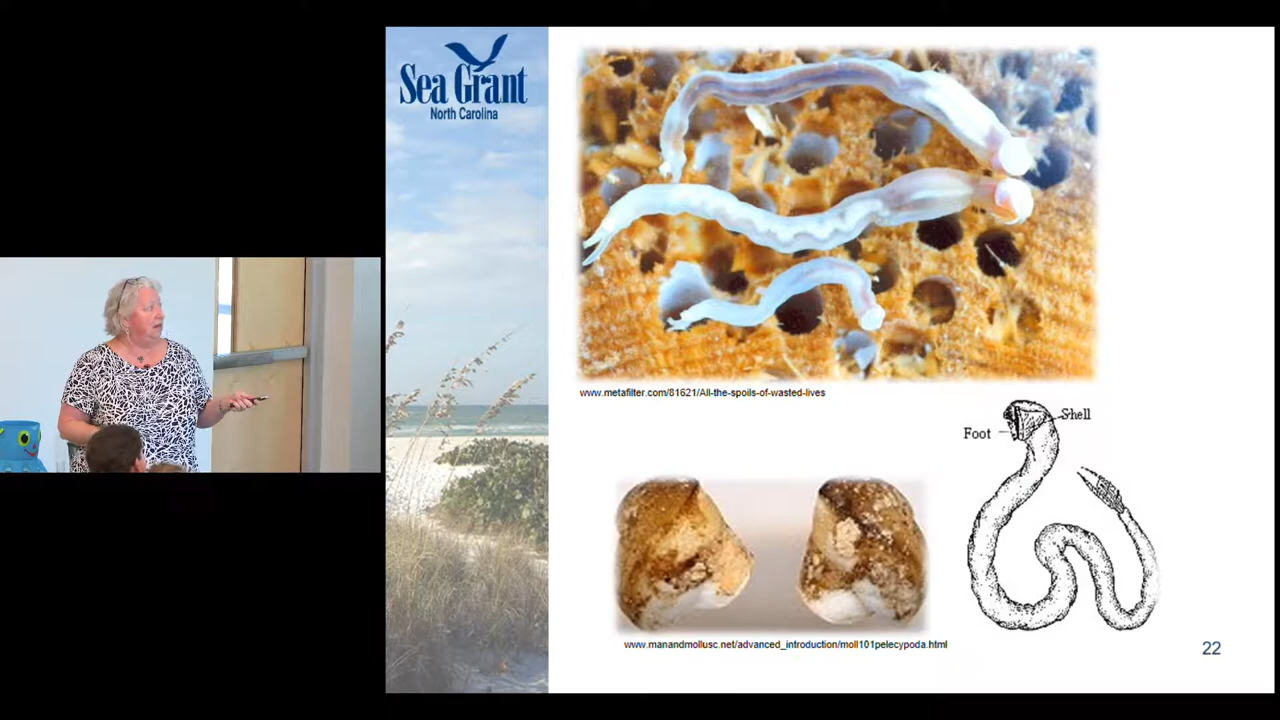 Sea Grant
North Carolina
www.metafilter.com/81621/All-the-spoils-of-wasted-lives
Shell
Foot
www.manandmollusc.net/advanced_introduction/moll101pelecypoda.html
22